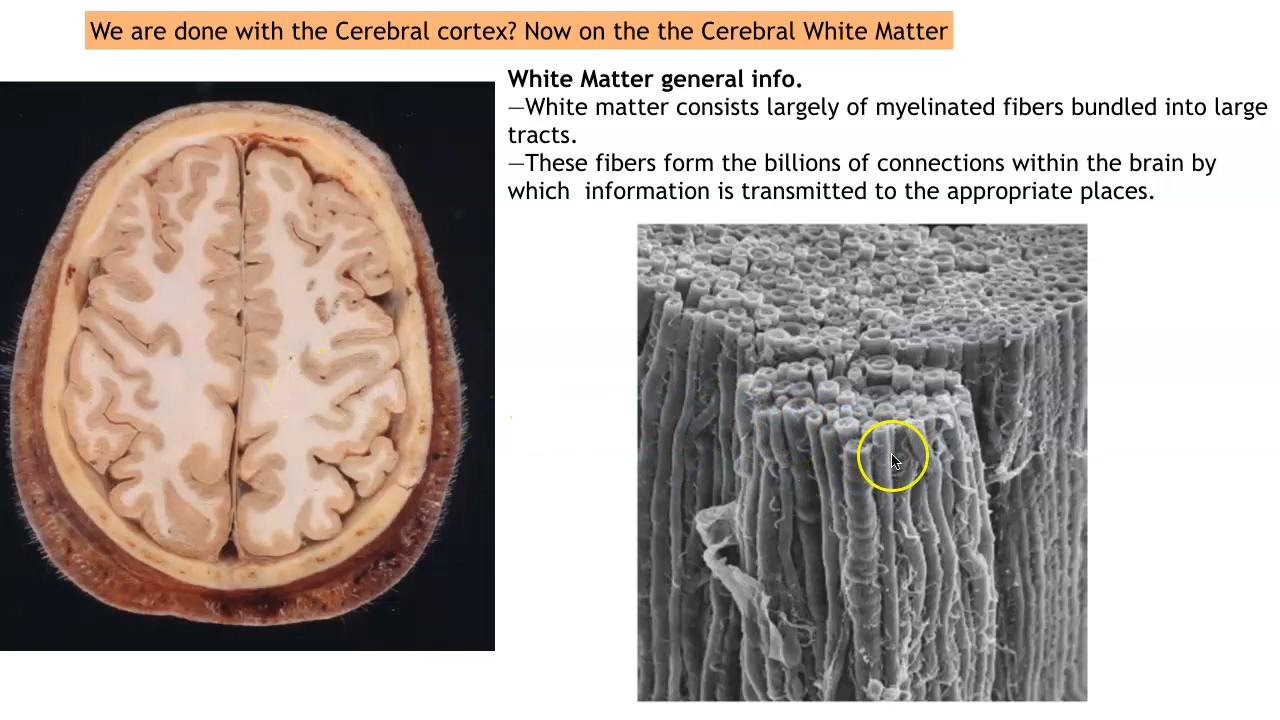 We are done with the Cerebral cortex? Now on the the Cerebral White Matter
White Matter general info.
—White matter consists largely of myelinated fibers bundled into large
tracts.
—These fibers form the billions of connections within the brain by
which  information is transmitted to the appropriate places.